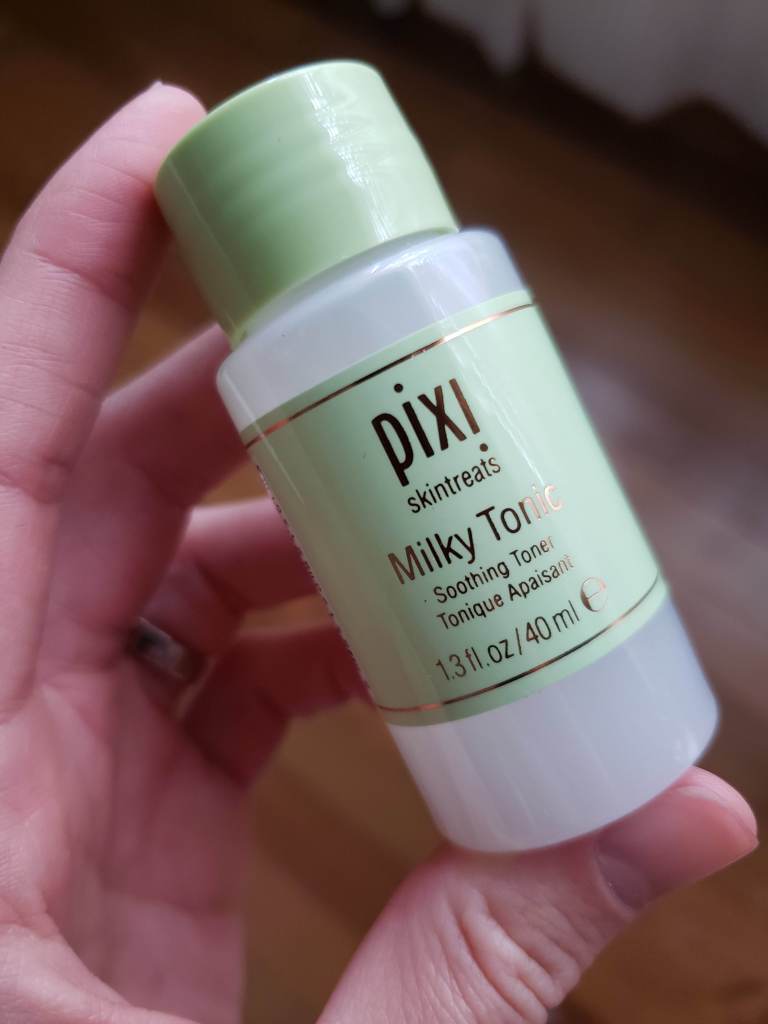 pixi
skintreats
Milky Tonic
Soothing Toner
Tonique Apaisant
1.3 fl.oz/40 ml ℮